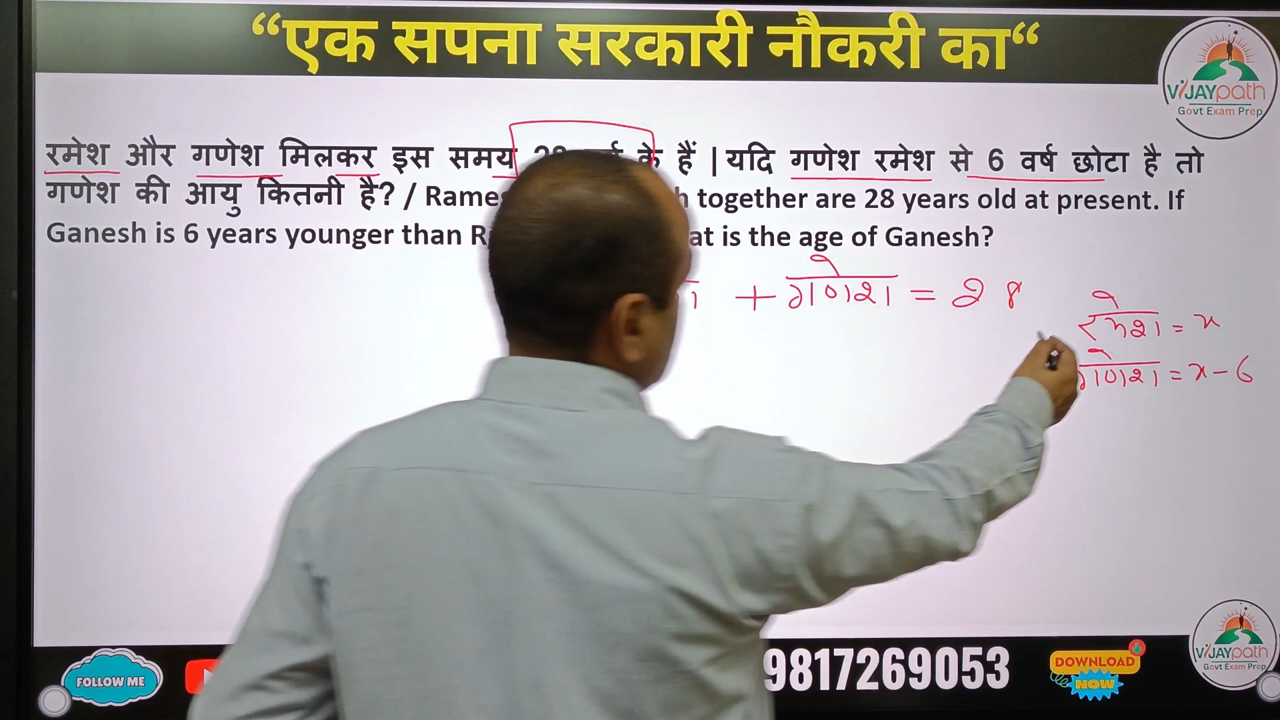 “एक सपना सरकारी नौकरी का“
VIJAYpath
Govt Exam Prep
रमेश और गणेश मिलकर इस समय के हैं | यदि गणेश रमेश से 6 वर्ष छोटा है तो
गणेश की आयु कितनी है? / together are 28 years old at present. If
Ganesh is 6 years younger than is the age of Ganesh?
+ गणेश = 28
रमेश = x
गणेश = x - 6
FOLLOW ME
9817269053
DOWNLOAD
NOW
VIJAYpath
Govt Exam Prep